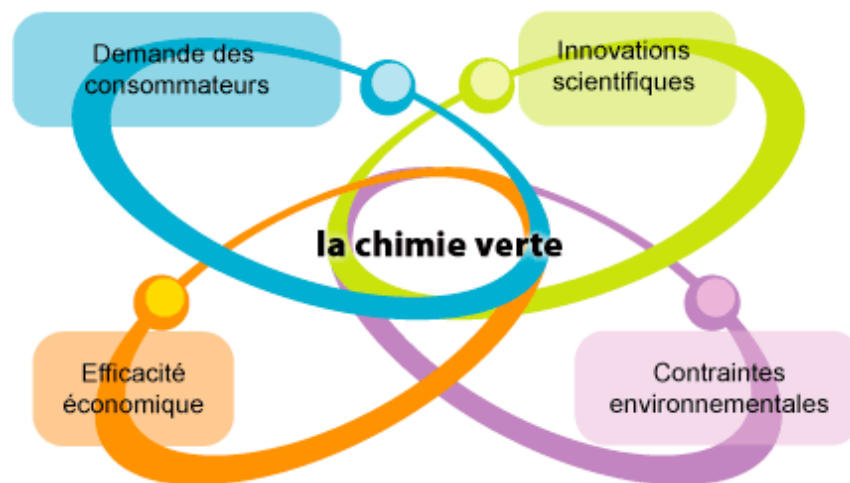 Demande des
consommateurs
Innovations
scientifiques
la chimie verte
Efficacité
économique
Contraintes
environnementales